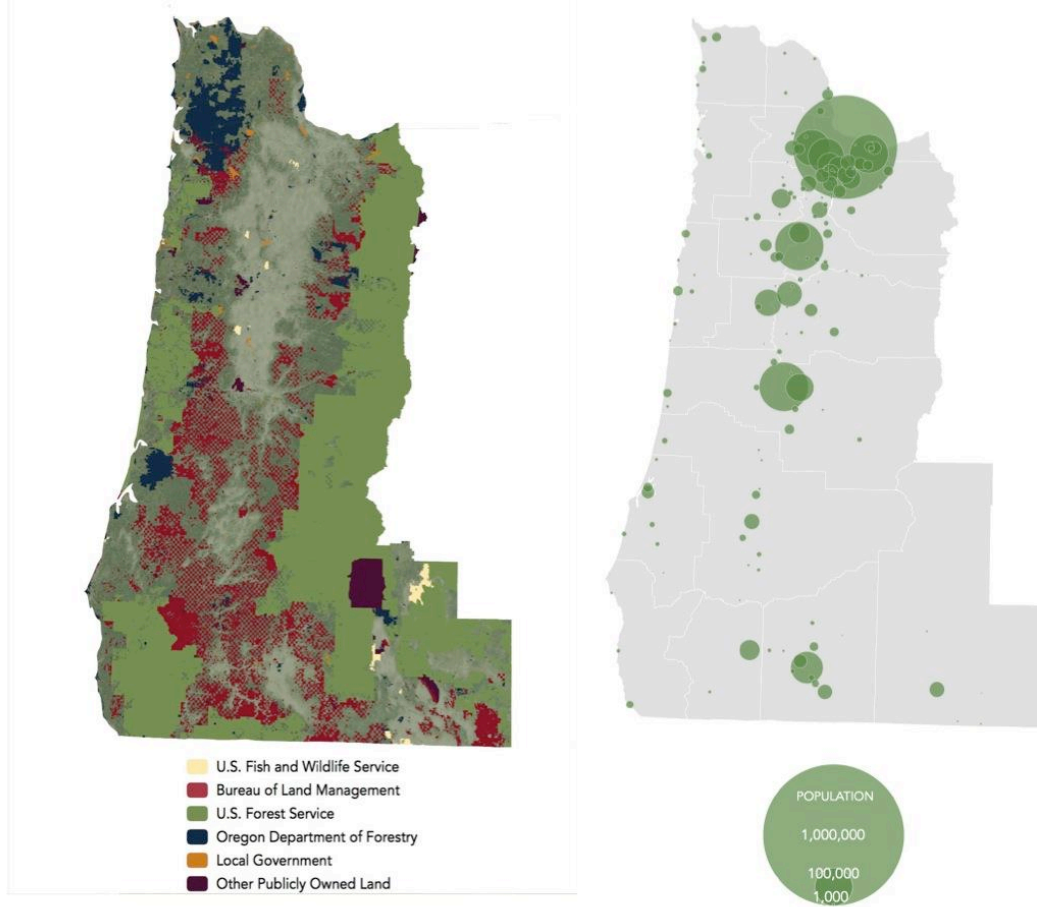 U.S. Fish and Wildlife Service
Bureau of Land Management
U.S. Forest Service
Oregon Department of Forestry
Local Government
Other Publicly Owned Land
POPULATION
1,000,000
100,000
1,000